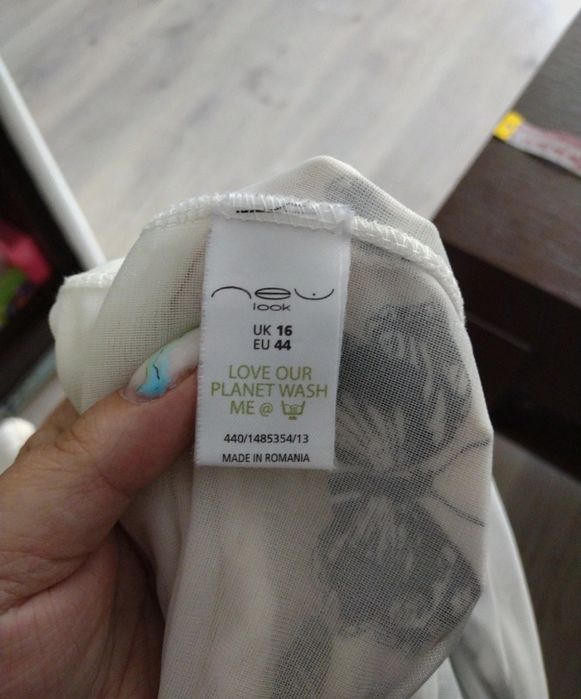 new
look
UK 16
EU 44
LOVE OUR
PLANET WASH
ME @
440/1485354/13
MADE IN ROMANIA